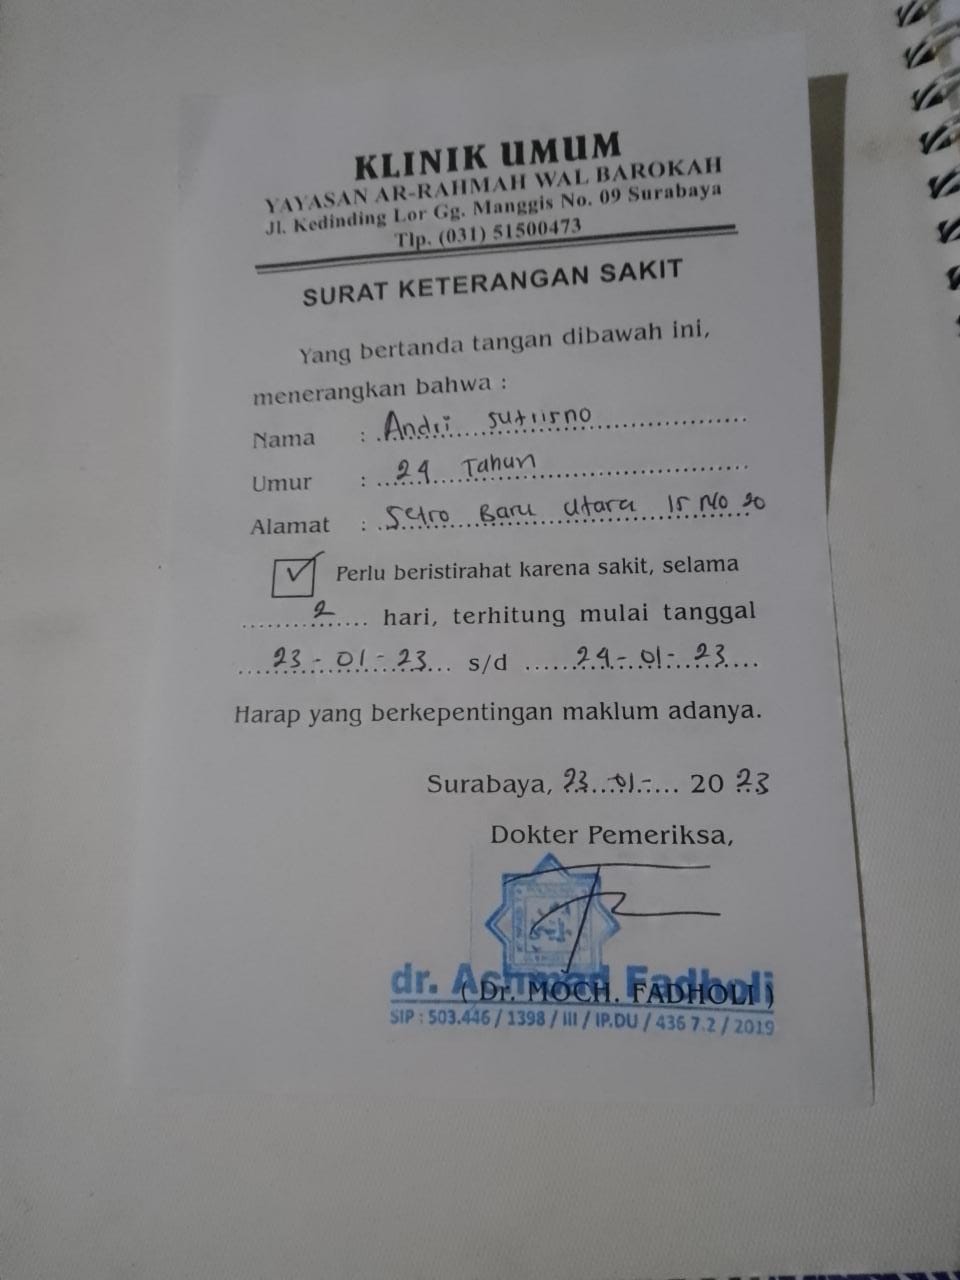 KLINIK UMUM
YAYASAN AR-RAHMAH WAL BAROKAH
Jl. Kedinding Lor Gg. Manggis No. 09 Surabaya
Tlp. (031) 51500473
SURAT KETERANGAN SAKIT
Yang bertanda tangan dibawah ini,
menerangkan bahwa :
Nama : Andri sutrisno
Umur : 24 Tahun
Alamat : Setro Baru Utara 15 No 20
Perlu beristirahat karena sakit, selama
2 hari, terhitung mulai tanggal
23-01-23 s/d 24-01-23
Harap yang berkepentingan maklum adanya.
Surabaya, 23-01- 2023
Dokter Pemeriksa,
dr. Achmad Fadholi
( Dr. MOCH. FADHOLI )
SIP : 503.446 / 1398 / III / IP.DU / 436 7.2 / 2019